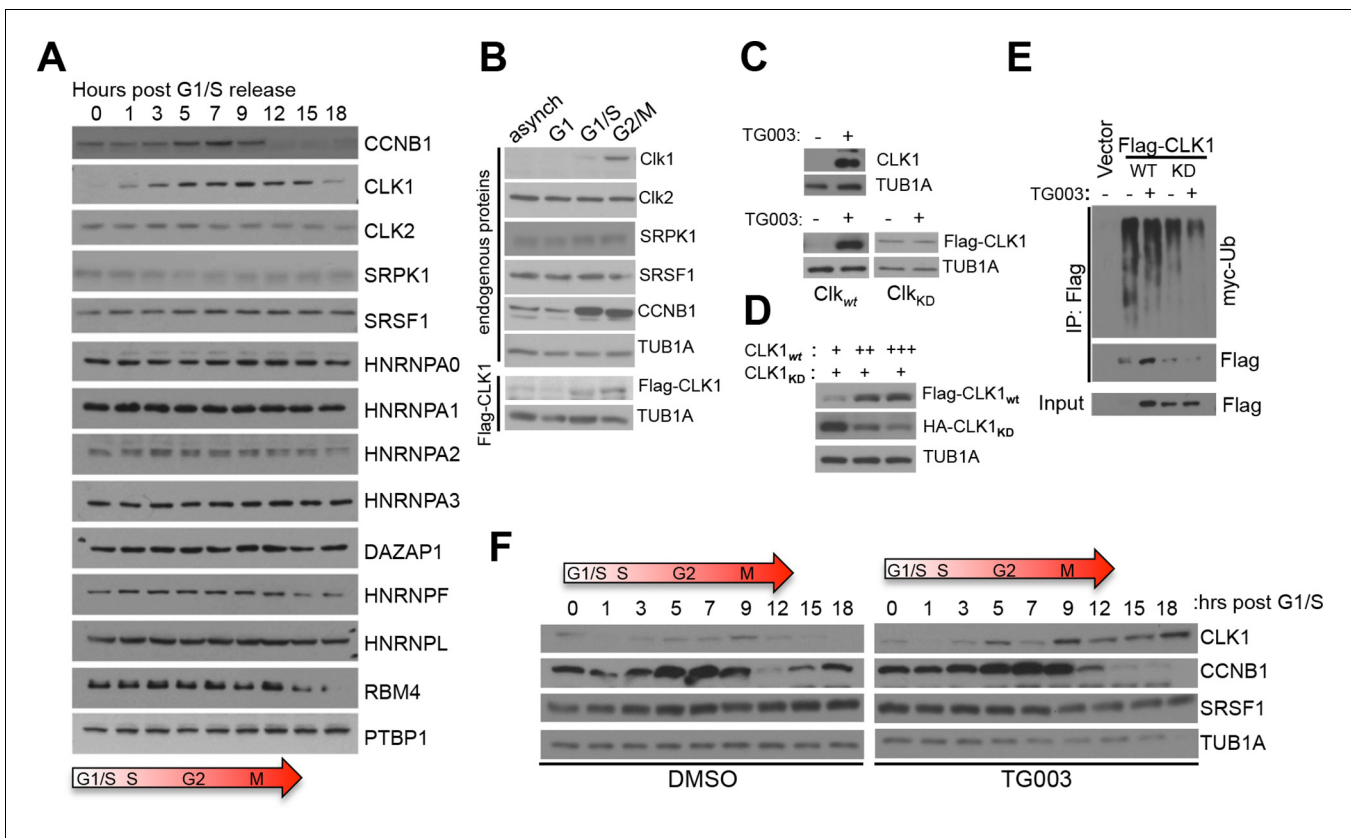 A
Hours post G1/S release
0 1 3 5 7 9 12 15 18
CCNB1
CLK1
CLK2
SRPK1
SRSF1
HNRNPA0
HNRNPA1
HNRNPA2
HNRNPA3
DAZAP1
HNRNPF
HNRNPL
RBM4
PTBP1
G1/S S G2 M
B
asynch G1 G1/S G2/M
endogenous proteins
Clk1
Clk2
SRPK1
SRSF1
CCNB1
TUB1A
Flag-CLK1
Flag-CLK1
TUB1A
C
TG003: - +
CLK1
TUB1A
TG003: - + - +
Flag-CLK1
TUB1A
Clkwt ClkKD
D
CLK1wt : + ++ +++
CLK1KD : + + +
Flag-CLK1wt
HA-CLK1KD
TUB1A
E
Vector
Flag-CLK1
WT KD
TG003: - - + - +
IP: Flag
myc-Ub
Flag
Input
Flag
F
G1/S S G2 M
G1/S S G2 M
0 1 3 5 7 9 12 15 18
0 1 3 5 7 9 12 15 18 :hrs post G1/S
CLK1
CCNB1
SRSF1
TUB1A
DMSO
TG003